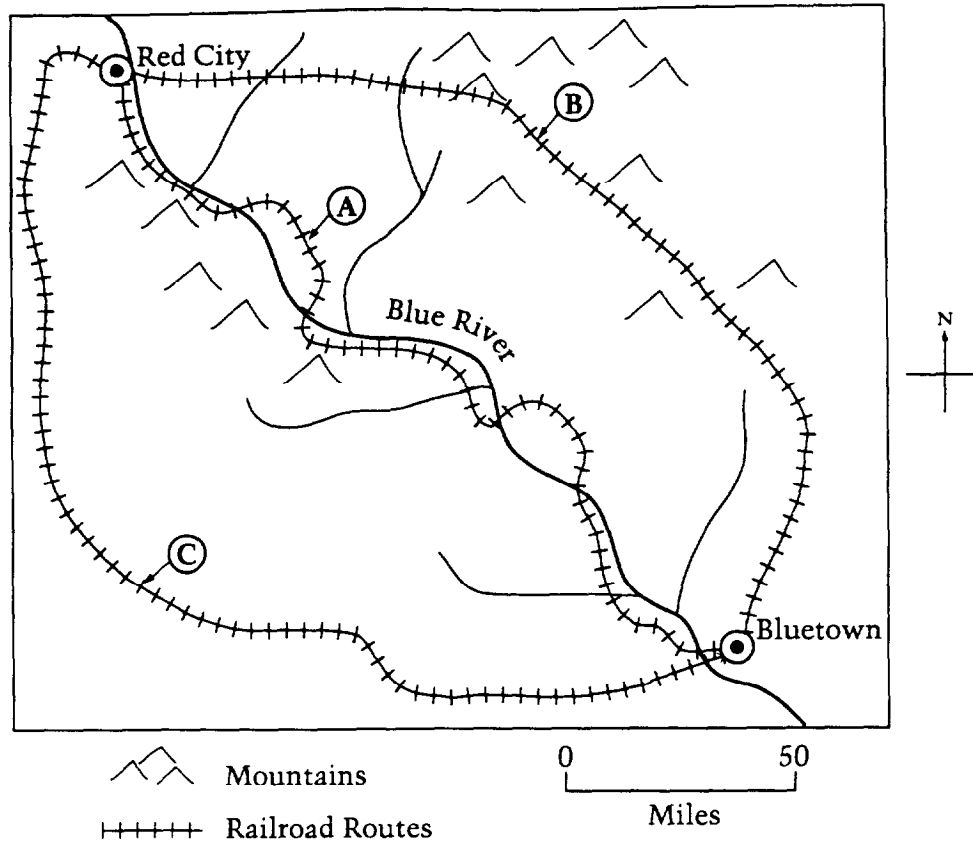 Red City
B
A
Blue River
N
C
Bluetown
0 50
Mountains
Miles
Railroad Routes